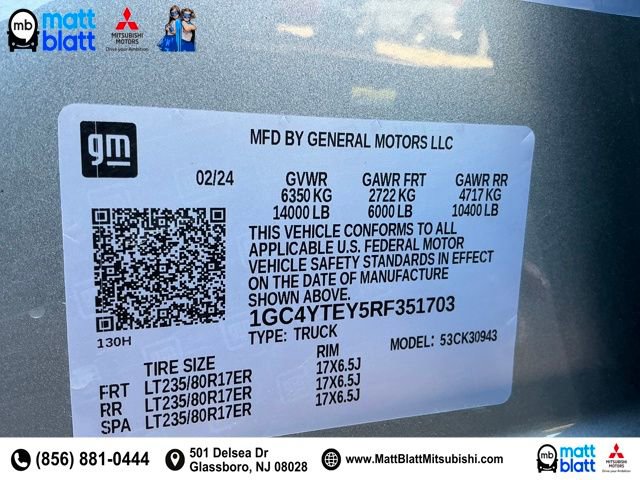 mb matt blatt
MITSUBISHI MOTORS
Drive your Ambition
gm
MFD BY GENERAL MOTORS LLC
02/24 GVWR GAWR FRT GAWR RR
6350 KG 2722 KG 4717 KG
14000 LB 6000 LB 10400 LB
THIS VEHICLE CONFORMS TO ALL
APPLICABLE U.S. FEDERAL MOTOR
VEHICLE SAFETY STANDARDS IN EFFECT
ON THE DATE OF MANUFACTURE
SHOWN ABOVE.
1GC4YTEY5RF351703
130H
TYPE: TRUCK MODEL: 53CK30943
TIRE SIZE RIM
FRT LT235/80R17ER 17X6.5J
RR LT235/80R17ER 17X6.5J
SPA LT235/80R17ER 17X6.5J
(856) 881-0444
501 Delsea Dr
Glassboro, NJ 08028
www.MattBlattMitsubishi.com
mb matt blatt
MITSUBISHI MOTORS